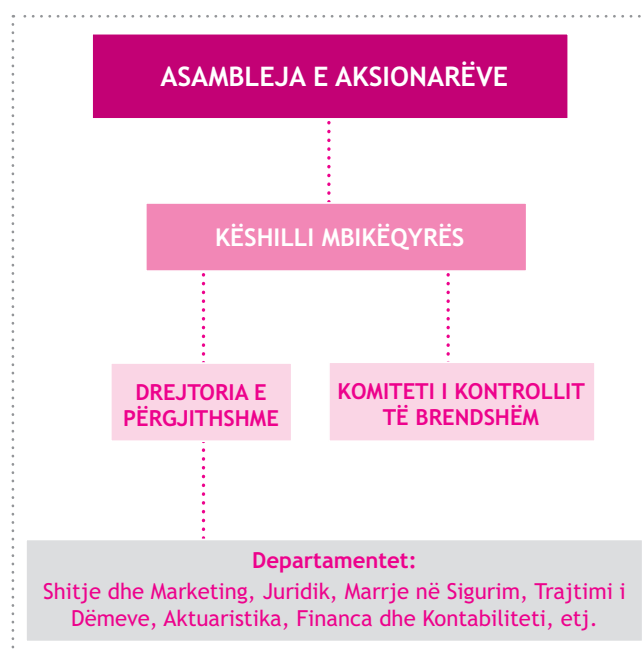 ASAMBLEJA E AKSIONARËVE
KËSHILLI MBIKËQYRËS
DREJTORIA E
PËRGJITHSHME
KOMITETI I KONTROLLIT
TË BRENDSHËM
Departamentet:
Shitje dhe Marketing, Juridik, Marrje në Sigurim, Trajtimi i
Dëmeve, Aktuaristika, Financa dhe Kontabiliteti, etj.